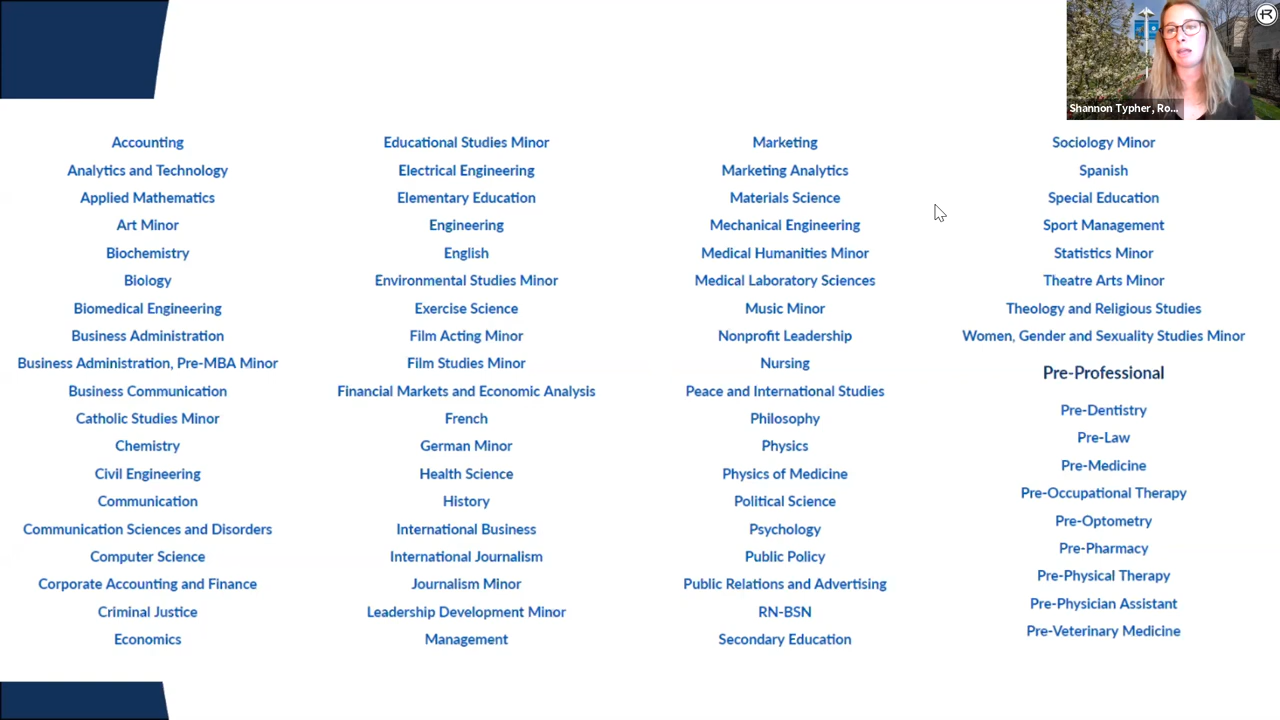 Shannon Typher, Ro...
Accounting
Analytics and Technology
Applied Mathematics
Art Minor
Biochemistry
Biology
Biomedical Engineering
Business Administration
Business Administration, Pre-MBA Minor
Business Communication
Catholic Studies Minor
Chemistry
Civil Engineering
Communication
Communication Sciences and Disorders
Computer Science
Corporate Accounting and Finance
Criminal Justice
Economics
Educational Studies Minor
Electrical Engineering
Elementary Education
Engineering
English
Environmental Studies Minor
Exercise Science
Film Acting Minor
Film Studies Minor
Financial Markets and Economic Analysis
French
German Minor
Health Science
History
International Business
International Journalism
Journalism Minor
Leadership Development Minor
Management
Marketing
Marketing Analytics
Materials Science
Mechanical Engineering
Medical Humanities Minor
Medical Laboratory Sciences
Music Minor
Nonprofit Leadership
Nursing
Peace and International Studies
Philosophy
Physics
Physics of Medicine
Political Science
Psychology
Public Policy
Public Relations and Advertising
RN-BSN
Secondary Education
Sociology Minor
Spanish
Special Education
Sport Management
Statistics Minor
Theatre Arts Minor
Theology and Religious Studies
Women, Gender and Sexuality Studies Minor
Pre-Professional
Pre-Dentistry
Pre-Law
Pre-Medicine
Pre-Occupational Therapy
Pre-Optometry
Pre-Pharmacy
Pre-Physical Therapy
Pre-Physician Assistant
Pre-Veterinary Medicine